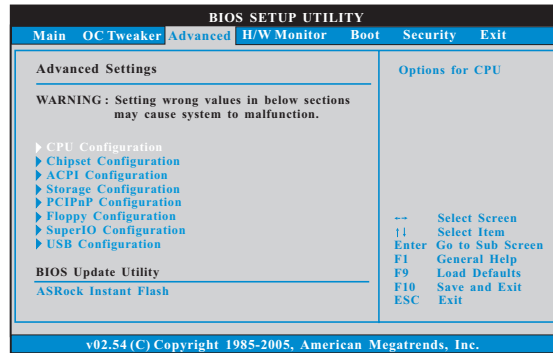 BIOS SETUP UTILITY
Main OC Tweaker Advanced H/W Monitor Boot Security Exit
Advanced Settings
WARNING : Setting wrong values in below sections
may cause system to malfunction.
CPU Configuration
Chipset Configuration
ACPI Configuration
Storage Configuration
PCIPnP Configuration
Floppy Configuration
SuperIO Configuration
USB Configuration
BIOS Update Utility
ASRock Instant Flash
Options for CPU
←→ Select Screen
↑↓ Select Item
Enter Go to Sub Screen
F1 General Help
F9 Load Defaults
F10 Save and Exit
ESC Exit
v02.54 (C) Copyright 1985-2005, American Megatrends, Inc.